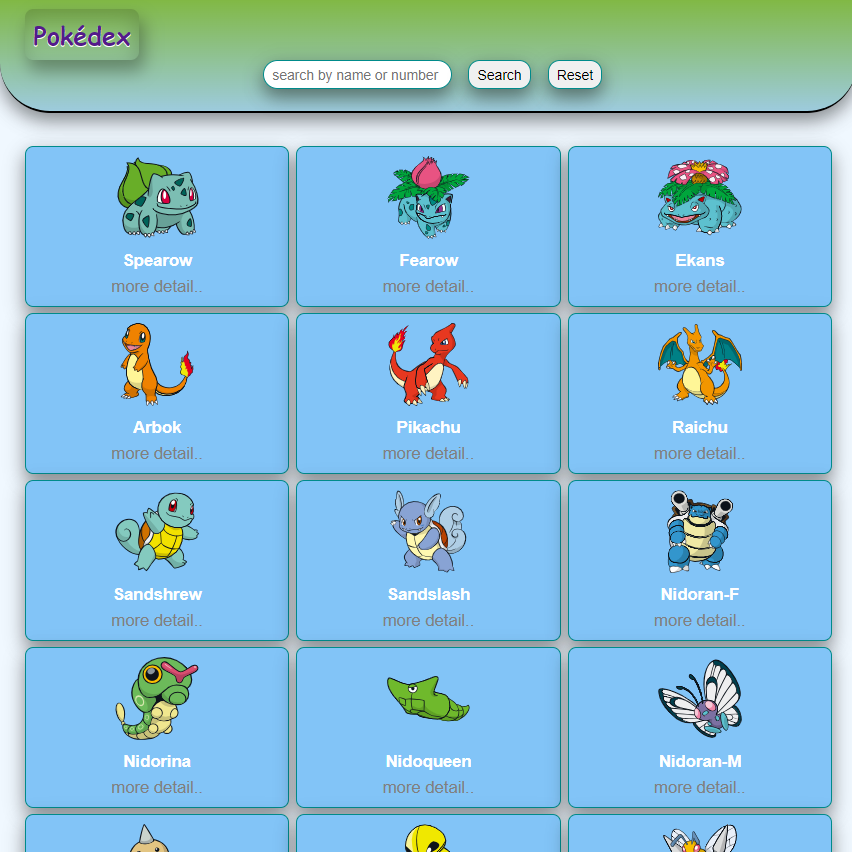 Pokédex
search by name or number Search Reset
Spearow Fearow Ekans
more detail.. more detail.. more detail..
Arbok Pikachu Raichu
more detail.. more detail.. more detail..
Sandshrew Sandslash Nidoran-F
more detail.. more detail.. more detail..
Nidorina Nidoqueen Nidoran-M
more detail.. more detail.. more detail..